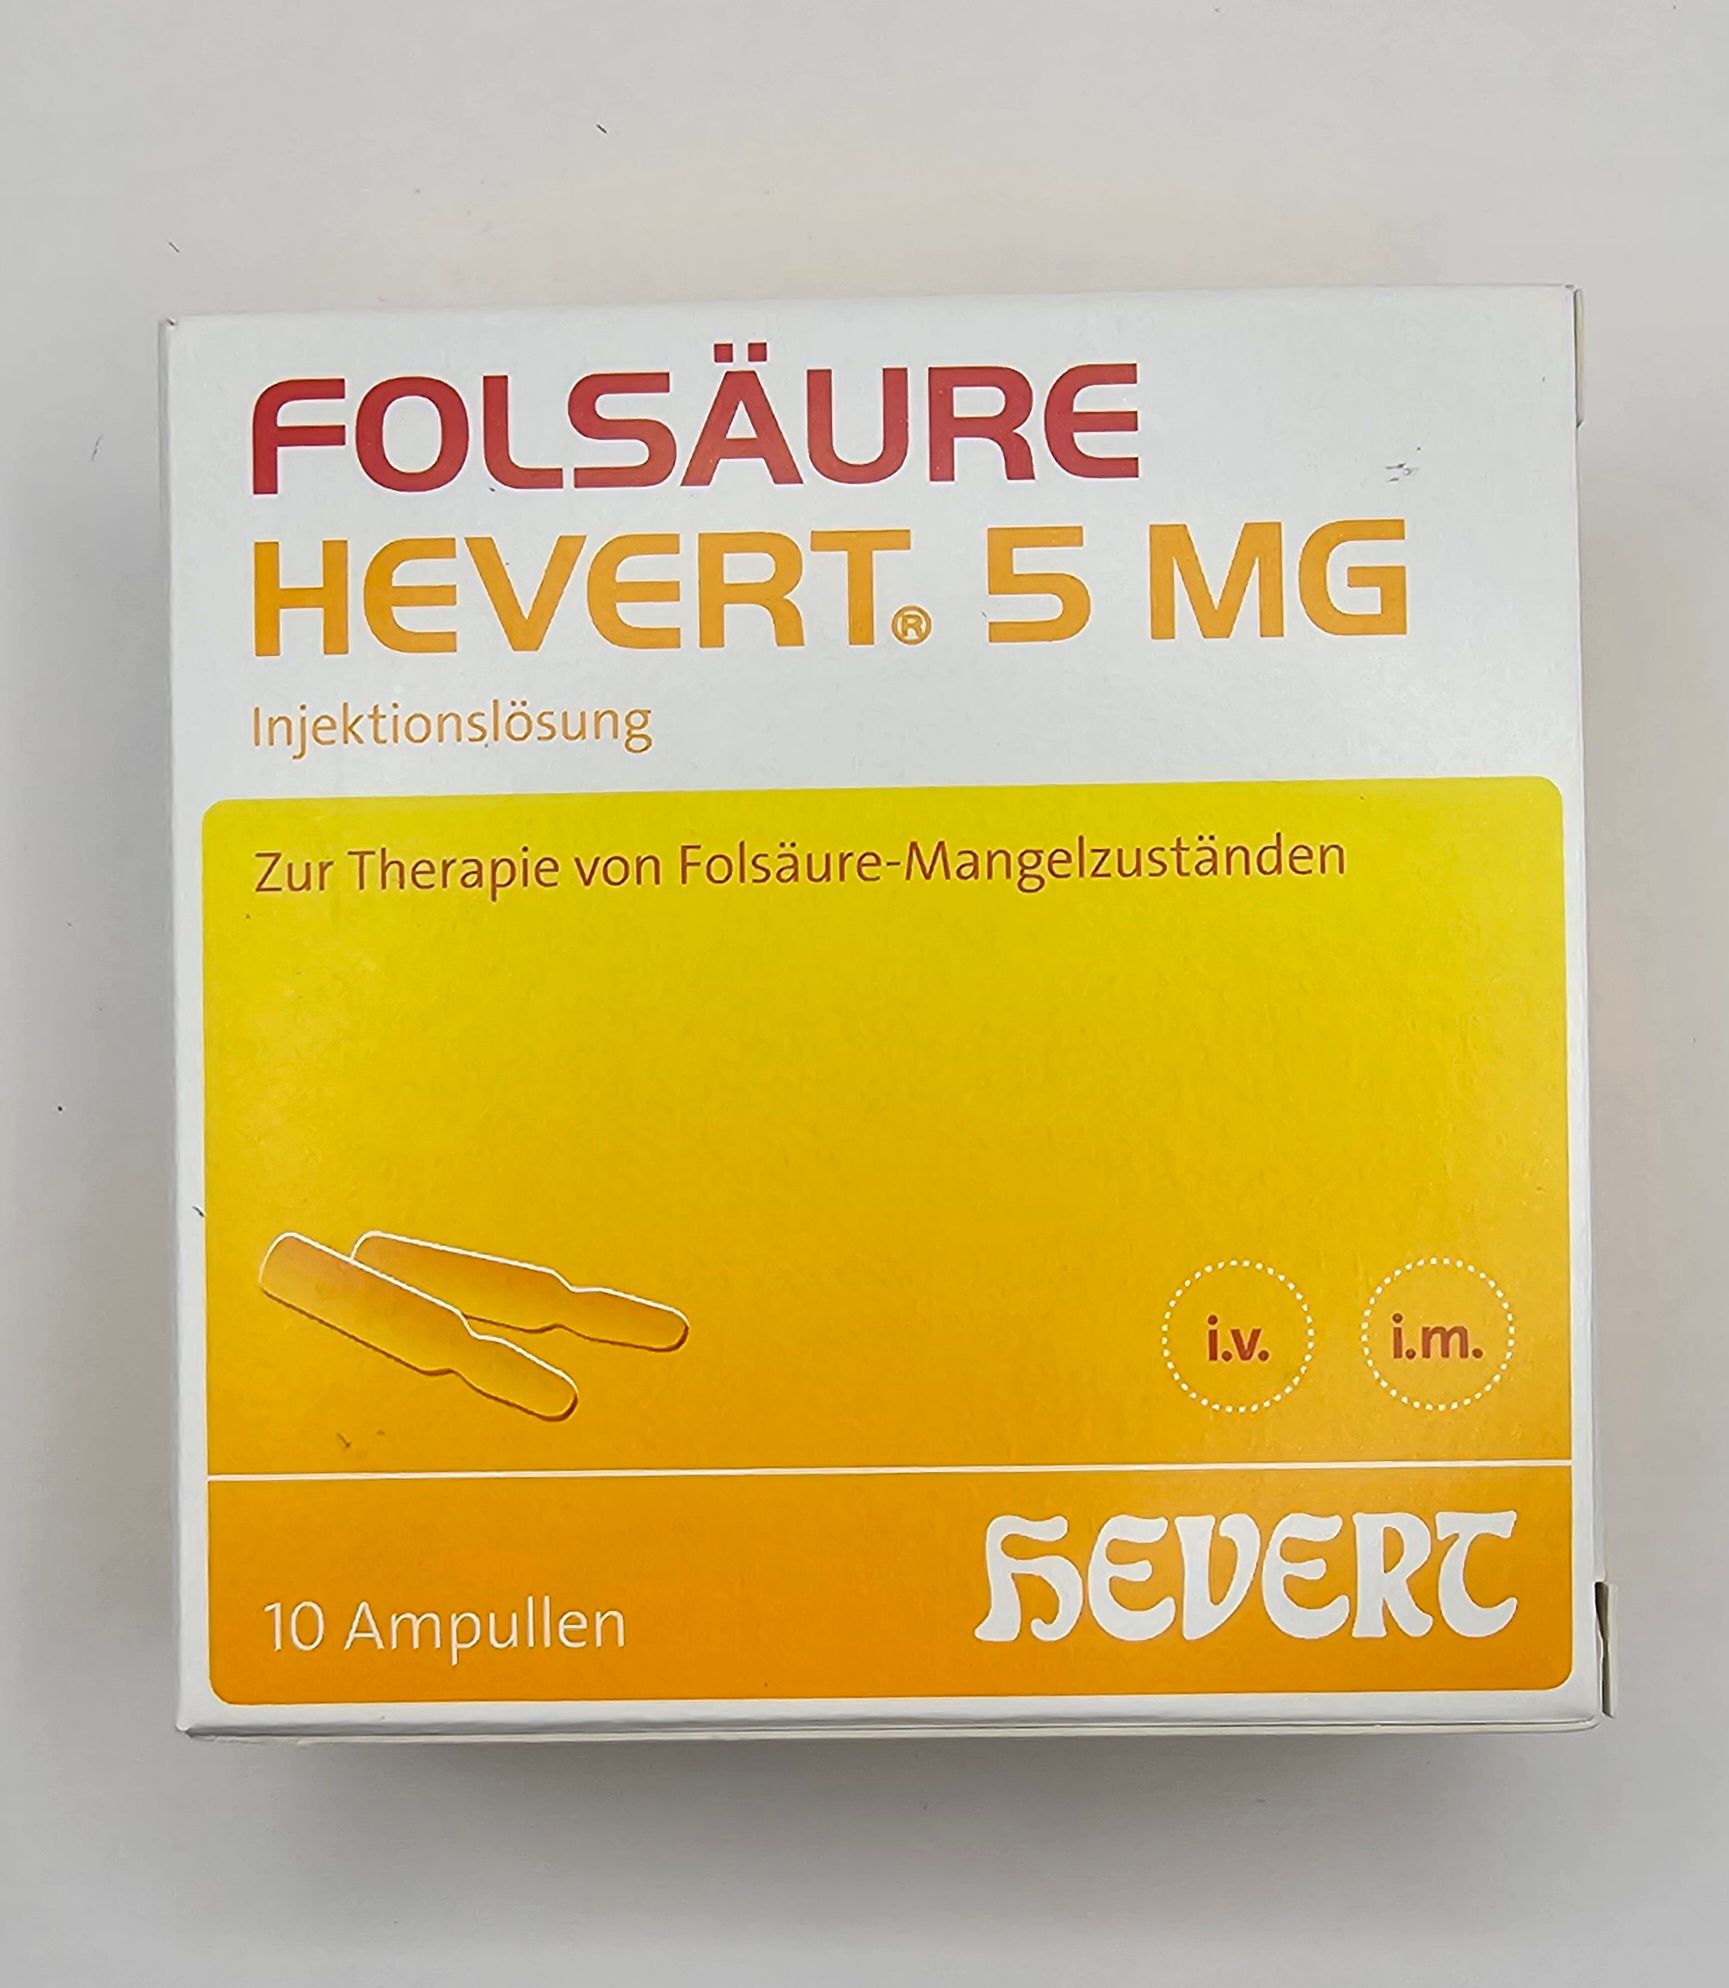 FOLSÄURE
HEVERT® 5 MG
Injektionslösung
Zur Therapie von Folsäure-Mangelzuständen
i.v. i.m.
10 Ampullen HEVERT